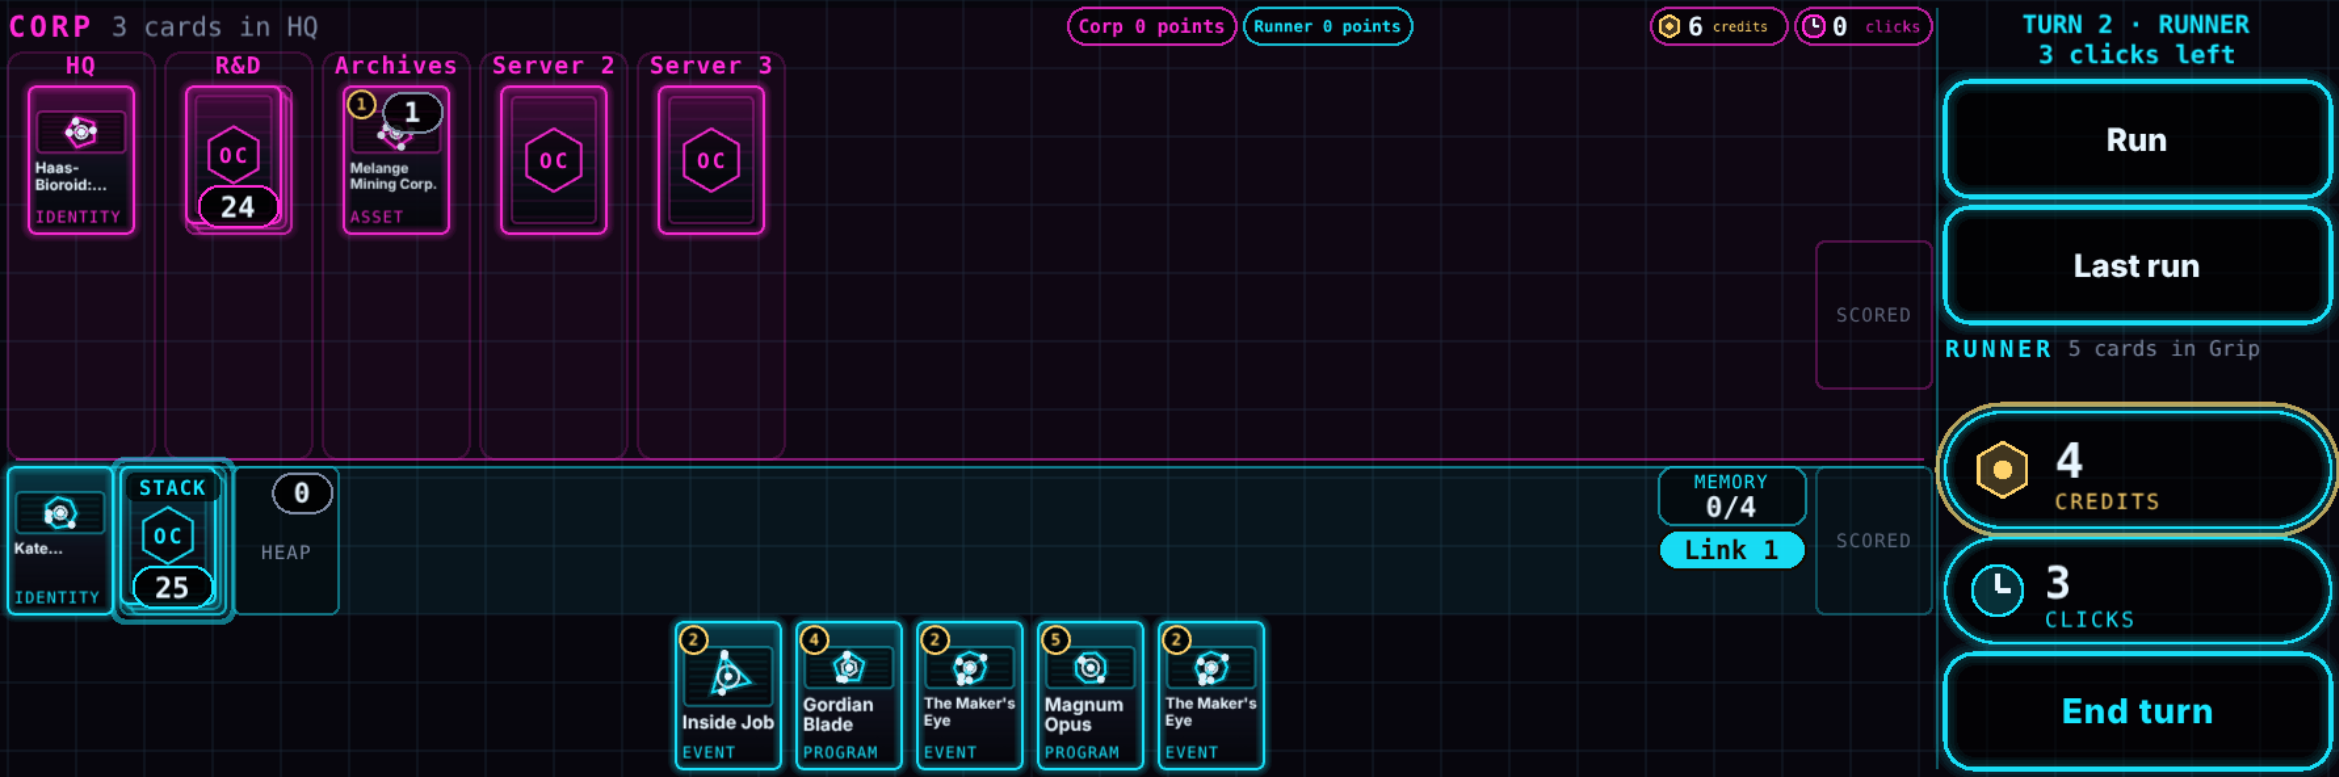 CORP 3 cards in HQ
Corp 0 points
Runner 0 points
6 credits
0 clicks
TURN 2 · RUNNER
3 clicks left
HQ
R&D
Archives
Server 2
Server 3
Haas-
Bioroid:...
IDENTITY
OC
24
1
1
Melange
Mining Corp.
ASSET
OC
OC
SCORED
Run
Last run
RUNNER 5 cards in Grip
4
CREDITS
3
CLICKS
End turn
Kate...
IDENTITY
STACK
OC
25
0
HEAP
MEMORY
0/4
Link 1
SCORED
2
Inside Job
EVENT
4
Gordian
Blade
PROGRAM
2
The Maker's
Eye
EVENT
5
Magnum
Opus
PROGRAM
2
The Maker's
Eye
EVENT